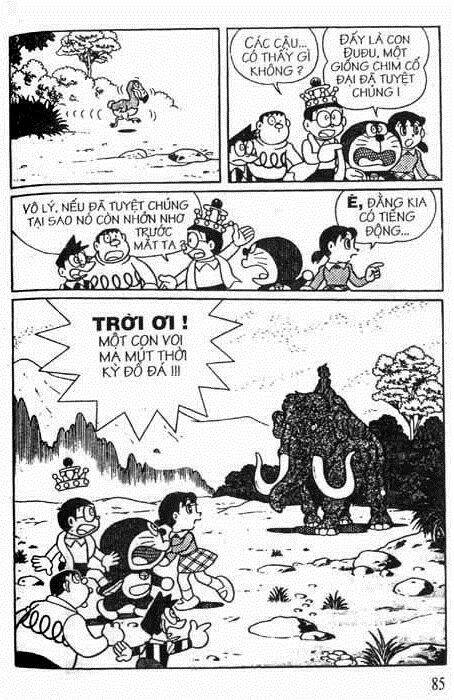 CÁC CẬU...
CÓ THẤY GÌ
KHÔNG ?
ĐẤY LÀ CON
ĐUĐU, MỘT
GIỐNG CHIM CỔ
ĐẠI ĐÃ TUYỆT
CHỦNG !
VÔ LÝ, NẾU ĐÃ TUYỆT CHỦNG
TẠI SAO NÓ CÒN NHỞN NHƠ
TRƯỚC
MẮT TA ?
Ê, ĐẰNG KIA
CÓ TIẾNG
ĐỘNG...
TRỜI ƠI !
MỘT CON VOI
MA MÚT THỜI
KỲ ĐỒ ĐÁ !!!
85